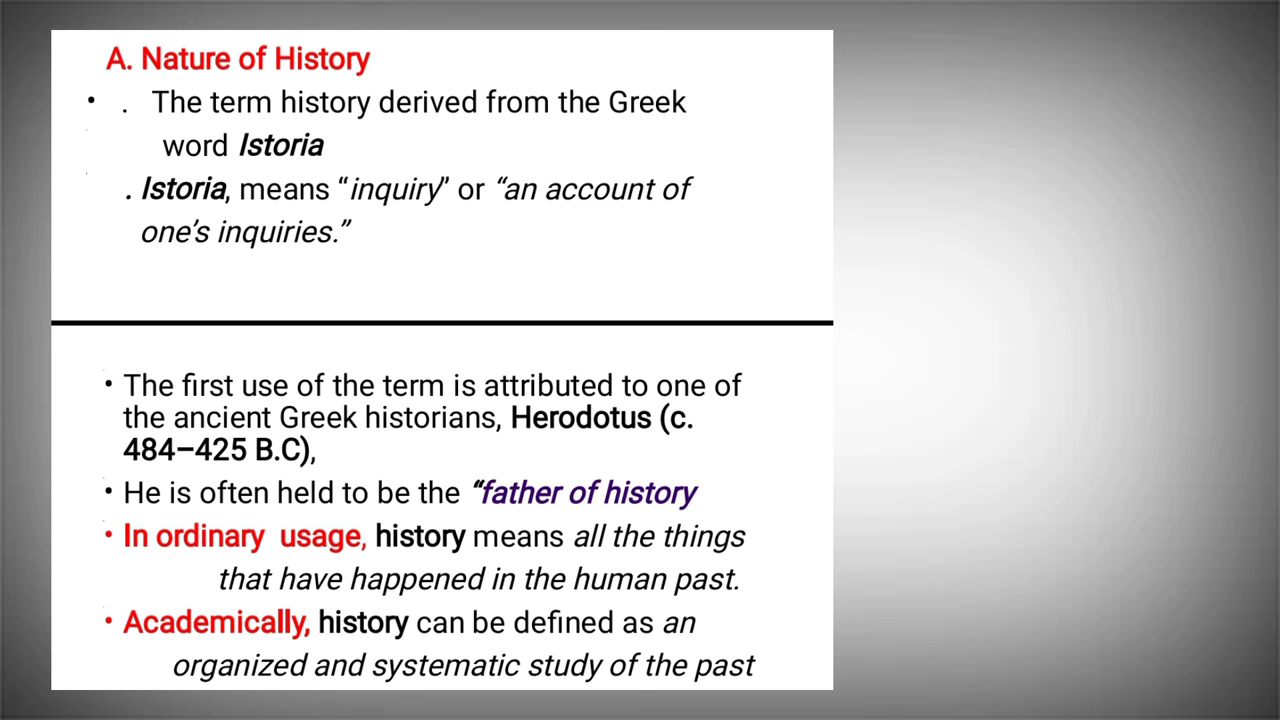 A. Nature of History
• . The term history derived from the Greek
word Istoria
. Istoria, means “inquiry” or “an account of
one’s inquiries.”
• The first use of the term is attributed to one of
the ancient Greek historians, Herodotus (c.
484–425 B.C),
• He is often held to be the “father of history
• In ordinary usage, history means all the things
that have happened in the human past.
• Academically, history can be defined as an
organized and systematic study of the past